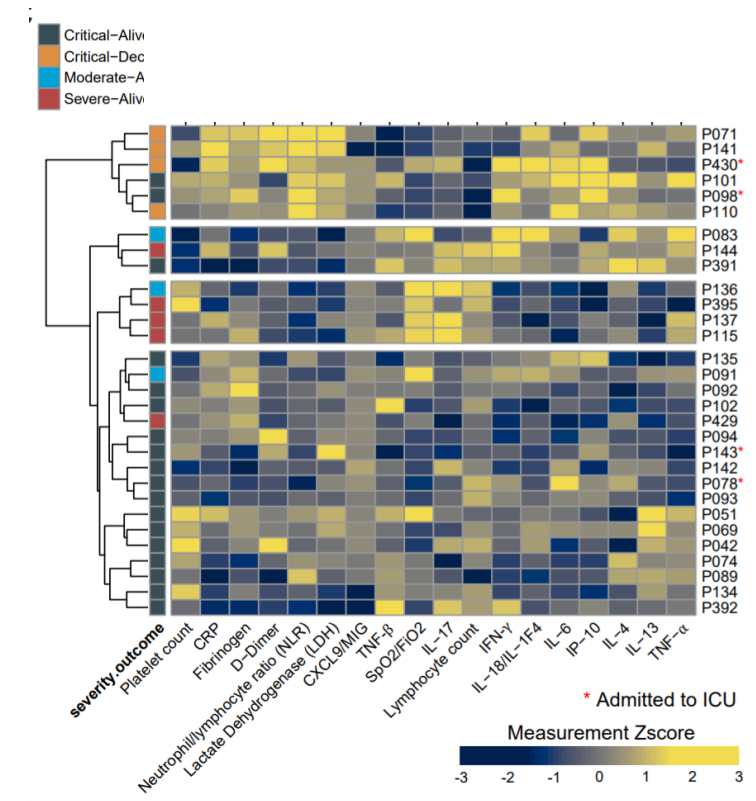 Critical-Alive
Critical-Dec
Moderate-A
Severe-Alive
P071
P141
P430*
P101
P098*
P110
P083
P144
P391
P136
P395
P137
P115
P135
P091
P092
P102
P429
P094
P143*
P142
P078*
P093
P051
P069
P042
P074
P089
P134
P392
severity.outcome
Platelet count
CRP
Fibrinogen
D-Dimer
Neutrophil/lymphocyte ratio (NLR)
Lactate Dehydrogenase (LDH)
CXCL9/MIG
TNF-β
SpO2/FiO2
IL-17
Lymphocyte count
IFN-γ
IL-18/IL-1F4
IL-6
IP-10
IL-4
IL-13
TNF-α
* Admitted to ICU
Measurement Zscore
-3 -2 -1 0 1 2 3